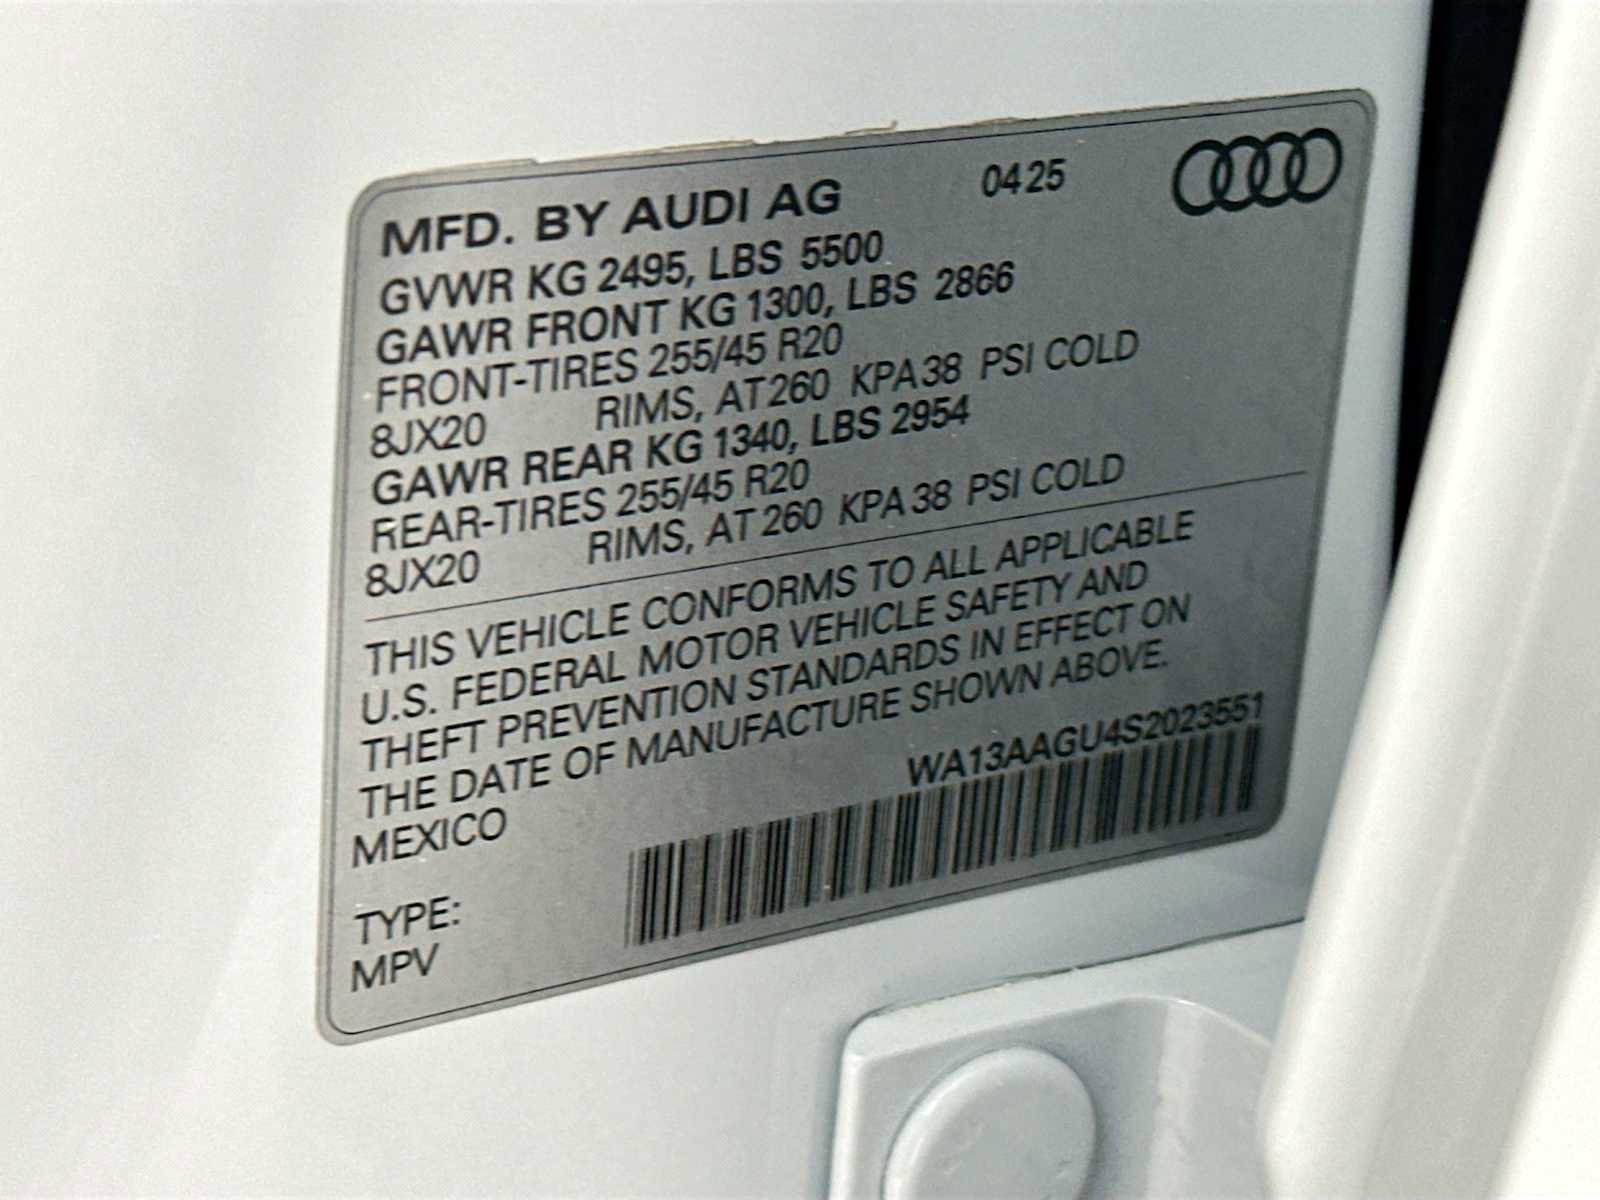 MFD. BY AUDI AG 0425
GVWR KG 2495, LBS 5500
GAWR FRONT KG 1300, LBS 2866
FRONT-TIRES 255/45 R20
8JX20 RIMS, AT 260 KPA 38 PSI COLD
GAWR REAR KG 1340, LBS 2954
REAR-TIRES 255/45 R20
8JX20 RIMS, AT 260 KPA 38 PSI COLD
THIS VEHICLE CONFORMS TO ALL APPLICABLE
U.S. FEDERAL MOTOR VEHICLE SAFETY AND
THEFT PREVENTION STANDARDS IN EFFECT ON
THE DATE OF MANUFACTURE SHOWN ABOVE.
MEXICO WA13AAGU4S2023551
TYPE:
MPV